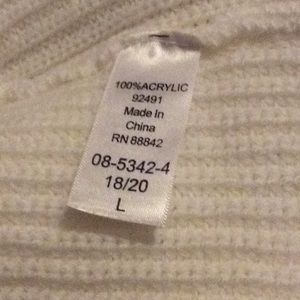 100%ACRYLIC
92491
Made In
China
RN 88842
08-5342-4
18/20
L